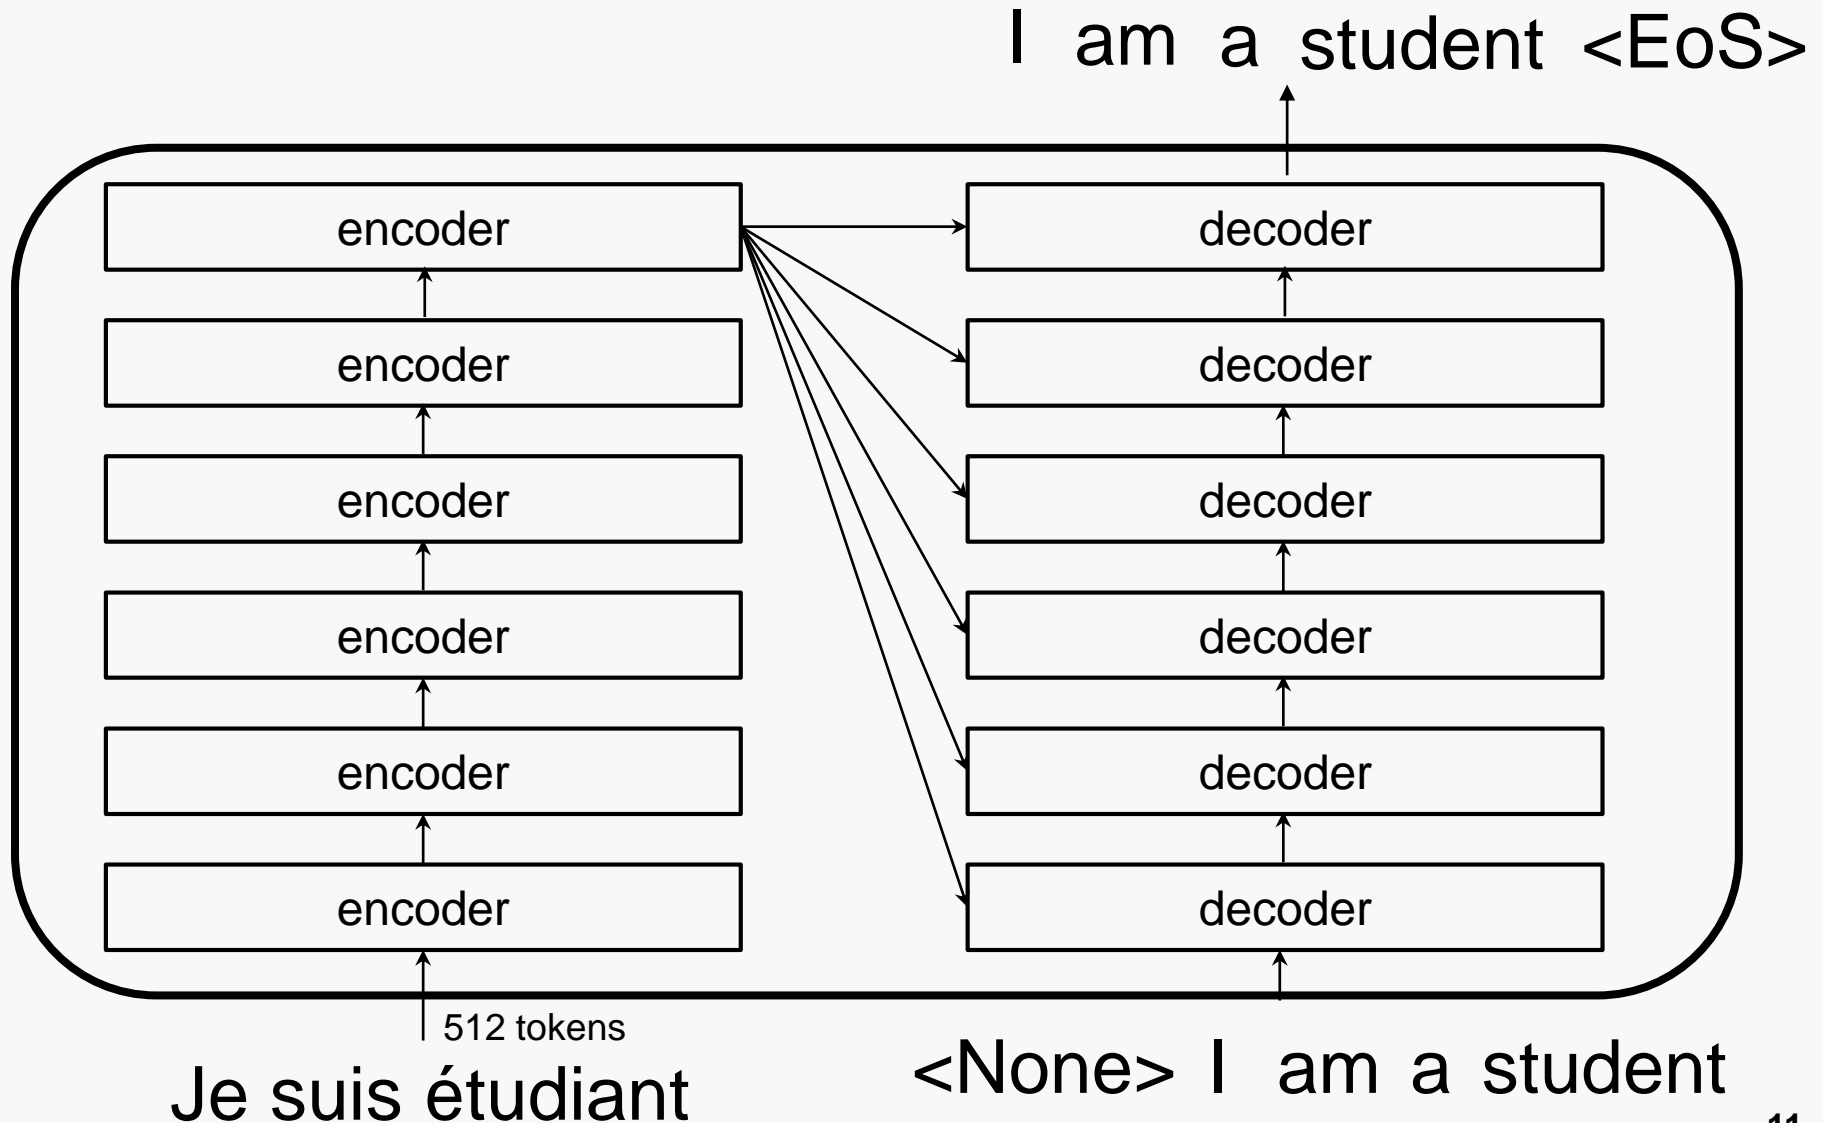 I am a student <EoS>
encoder decoder
encoder decoder
encoder decoder
encoder decoder
encoder decoder
encoder decoder
512 tokens
Je suis étudiant
<None> I am a student
11